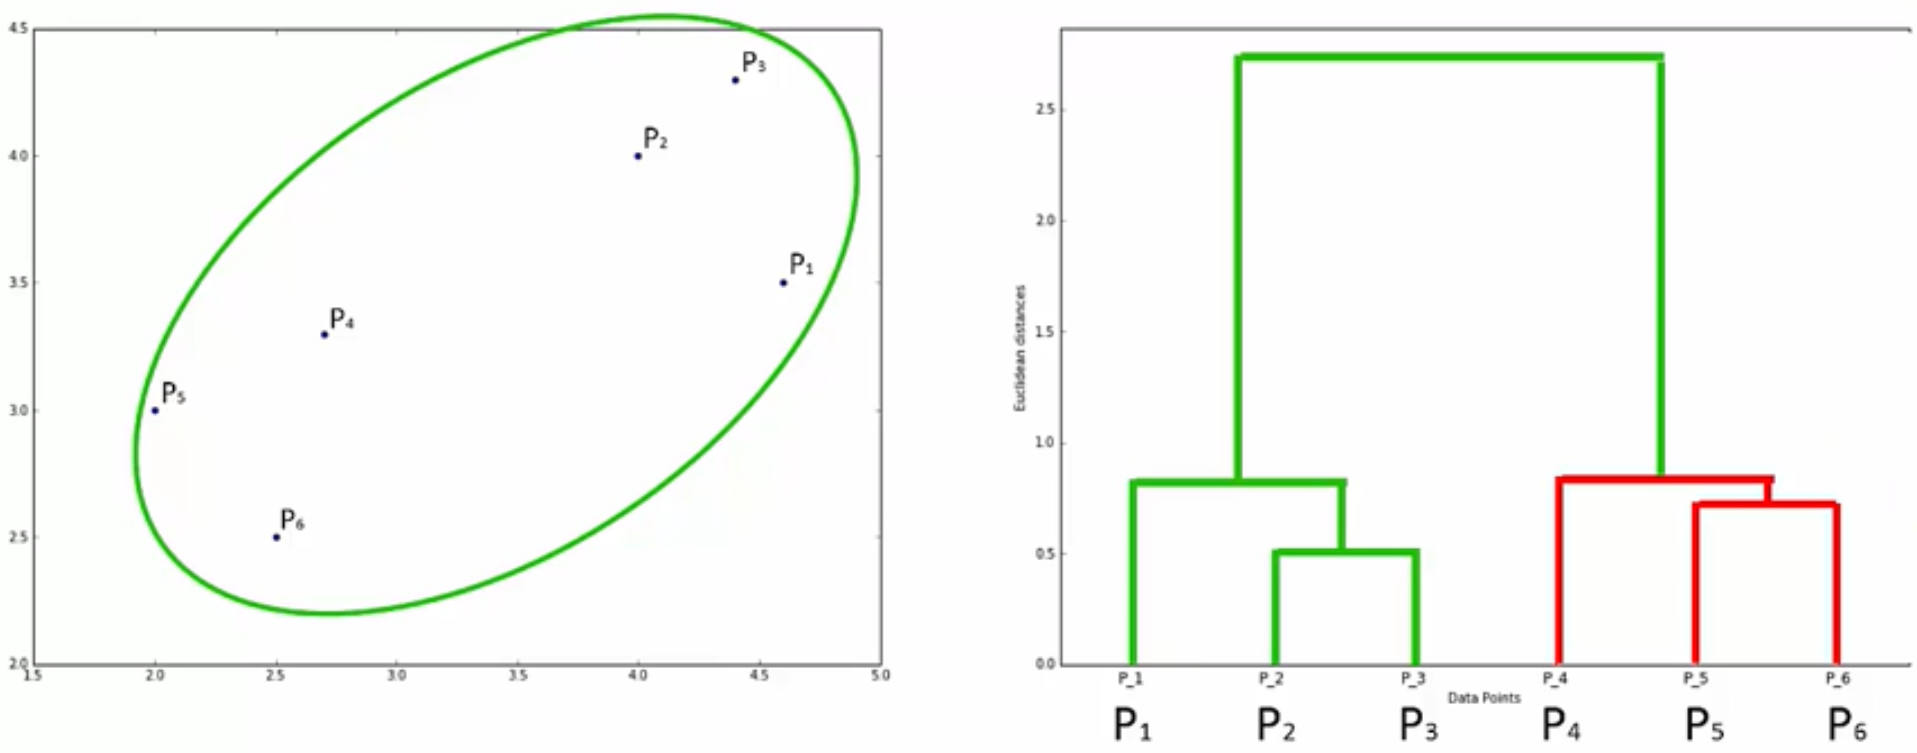 4.5
P₃
4.0
P₂
3.5
P₁
P₄
3.0
P₅
2.5
P₆
2.0
1.5 2.0 2.5 3.0 3.5 4.0 4.5 5.0
2.5
2.0
1.5
Euclidean distances
1.0
0.5
0.0
P_1 P_2 P_3 P_4 P_5 P_6
Data Points
P₁ P₂ P₃ P₄ P₅ P₆